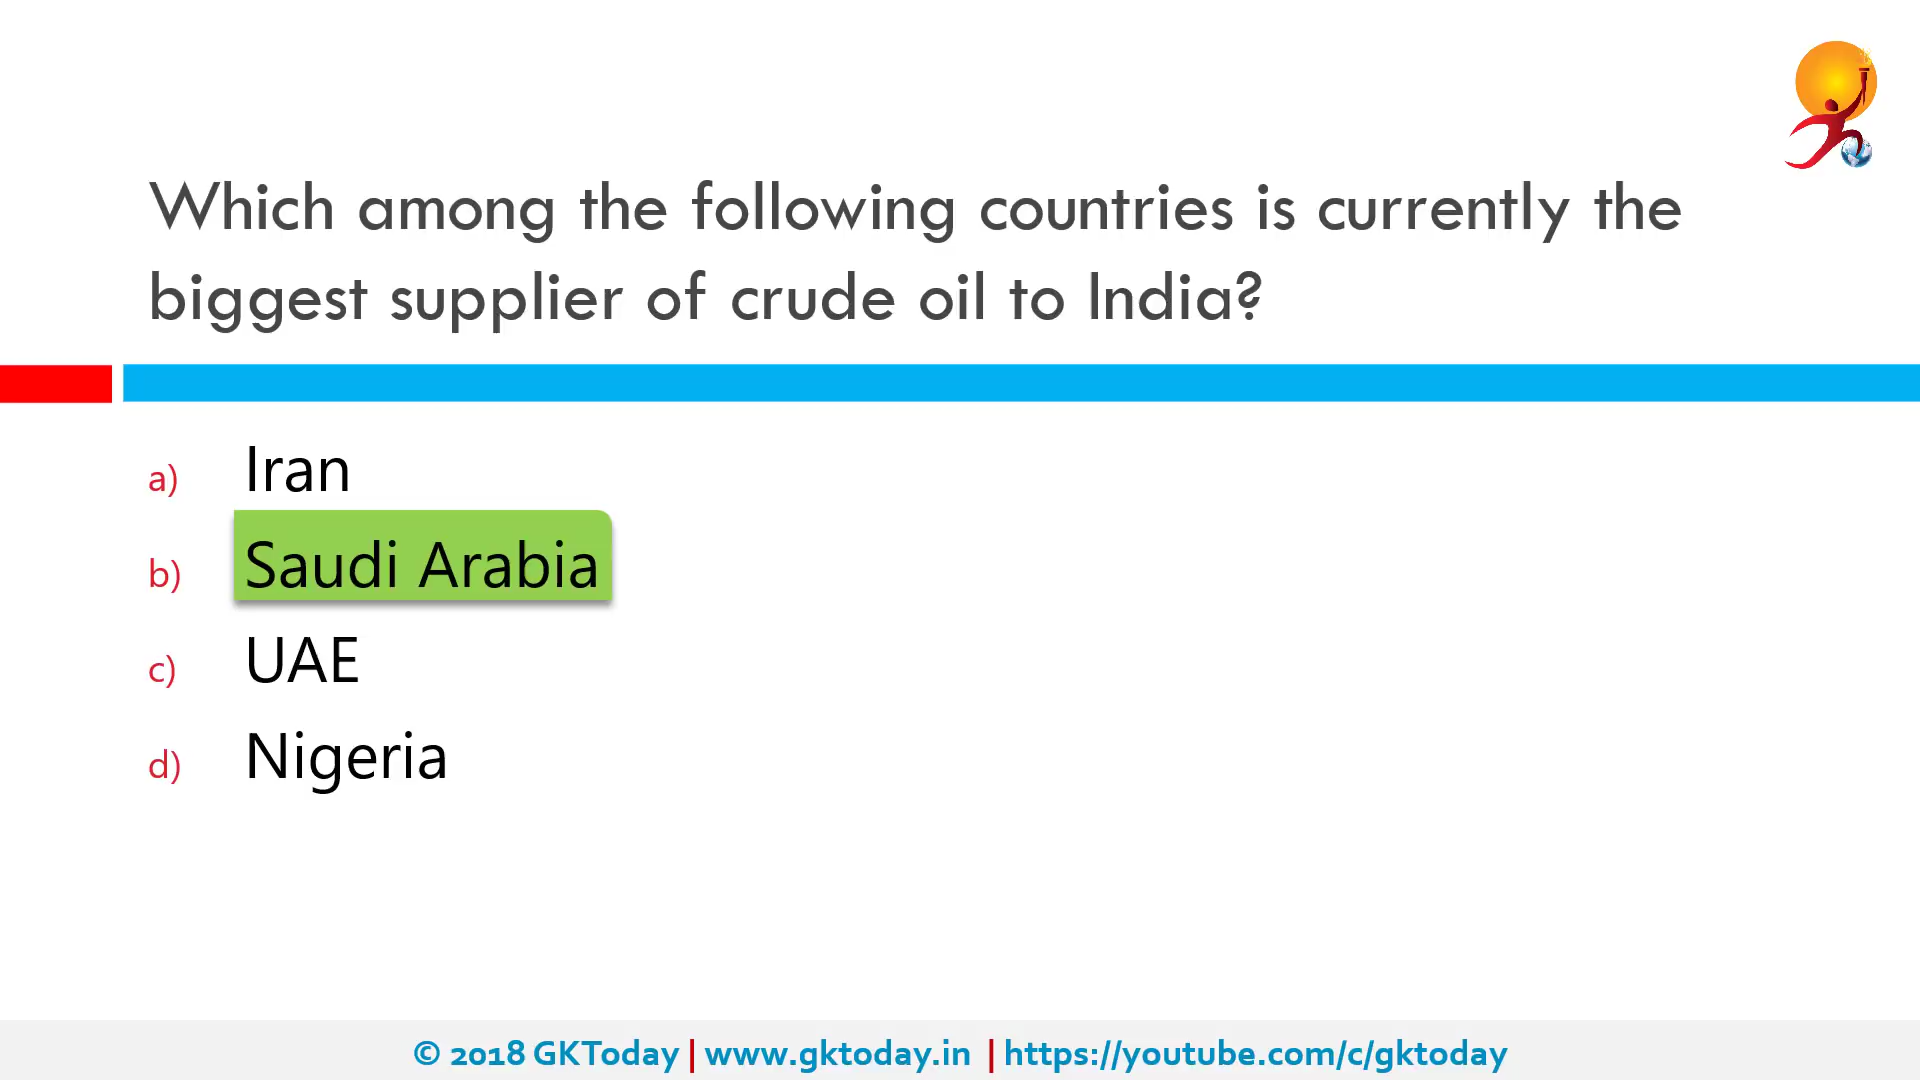 Which among the following countries is currently the
biggest supplier of crude oil to India?
a) Iran
b) Saudi Arabia
c) UAE
d) Nigeria
© 2018 GKToday | www.gktoday.in | https://youtube.com/c/gktoday